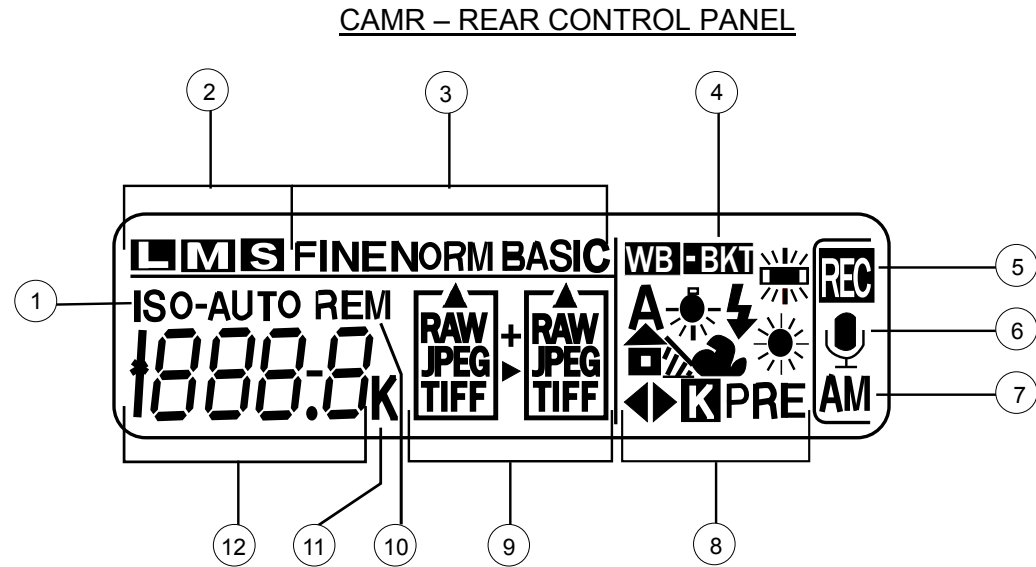 CAMR – REAR CONTROL PANEL
2
3
4
L M S FINE NORM BASIC
WB -BKT
REC
5
1
ISO-AUTO REM
A
6
RAW + RAW
JPEG JPEG
TIFF TIFF
1888.8K
K PRE
AM
7
12
11
10
9
8